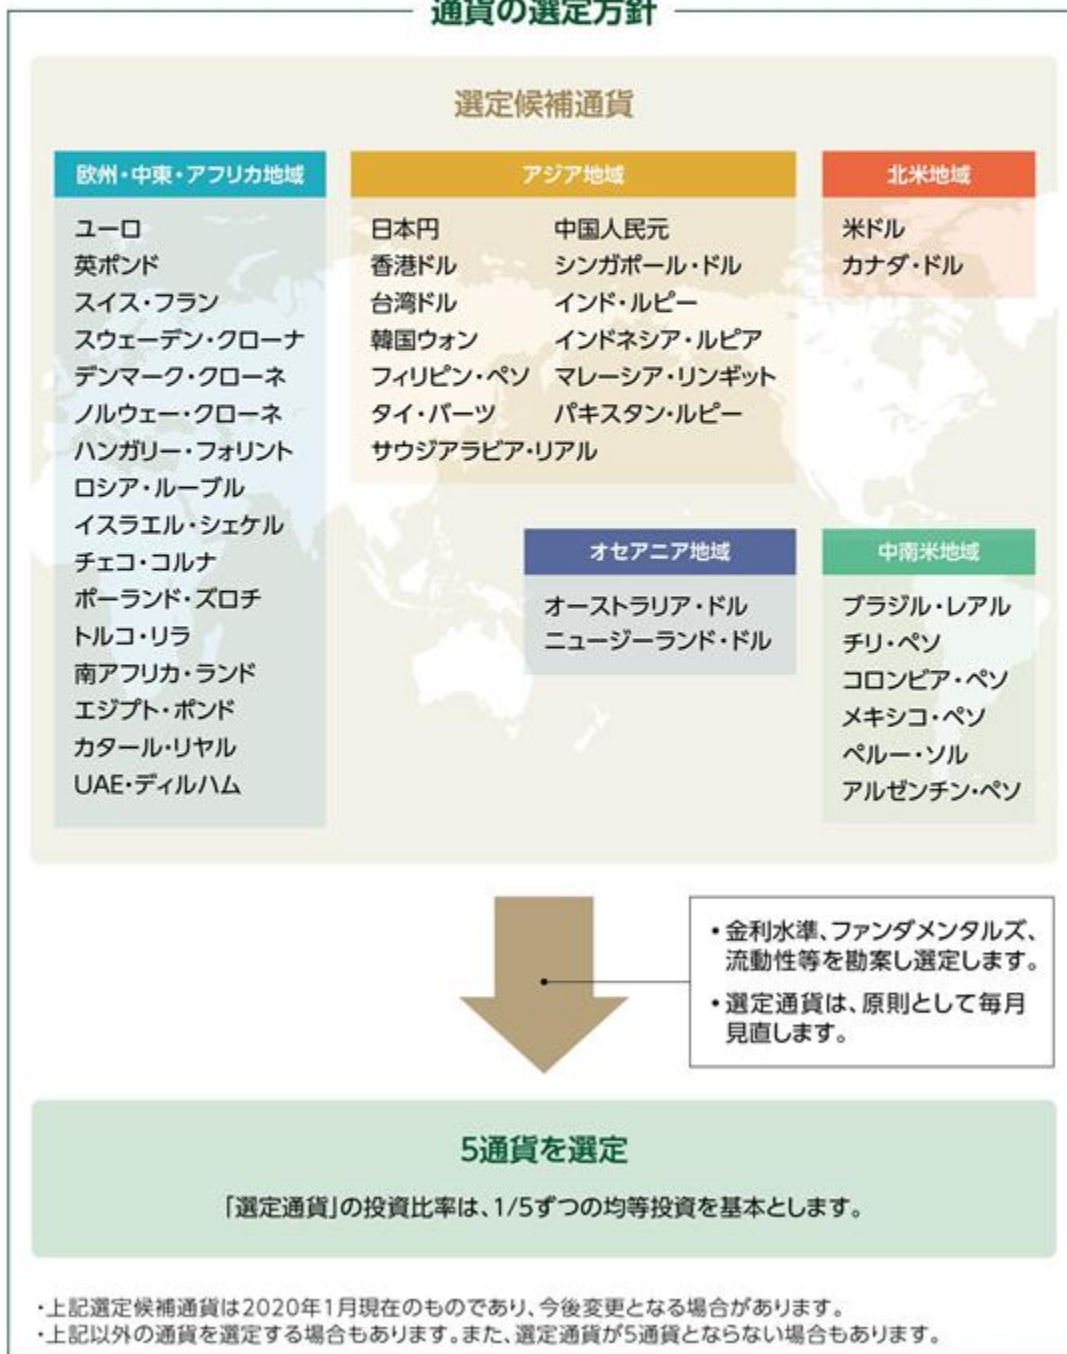 通貨の選定方針
選定候補通貨
欧州・中東・アフリカ地域
ユーロ
英ポンド
スイス・フラン
スウェーデン・クローナ
デンマーク・クローネ
ノルウェー・クローネ
ハンガリー・フォリント
ロシア・ルーブル
イスラエル・シェケル
チェコ・コルナ
ポーランド・ズロチ
トルコ・リラ
南アフリカ・ランド
エジプト・ポンド
カタール・リヤル
UAE・ディルハム
アジア地域
日本円
香港ドル
台湾ドル
韓国ウォン
フィリピン・ペソ
タイ・バーツ
サウジアラビア・リアル
中国人民元
シンガポール・ドル
インド・ルピー
インドネシア・ルピア
マレーシア・リンギット
パキスタン・ルピー
北米地域
米ドル
カナダ・ドル
オセアニア地域
オーストラリア・ドル
ニュージーランド・ドル
中南米地域
ブラジル・レアル
チリ・ペソ
コロンビア・ペソ
メキシコ・ペソ
ペルー・ソル
アルゼンチン・ペソ
・金利水準、ファンダメンタルズ、
流動性等を勘案し選定します。
・選定通貨は、原則として毎月
見直します。
5通貨を選定
「選定通貨」の投資比率は、1/5ずつの均等投資を基本とします。
・上記選定候補通貨は2020年1月現在のものであり、今後変更となる場合があります。
・上記以外の通貨を選定する場合もあります。また、選定通貨が5通貨とならない場合もあります。